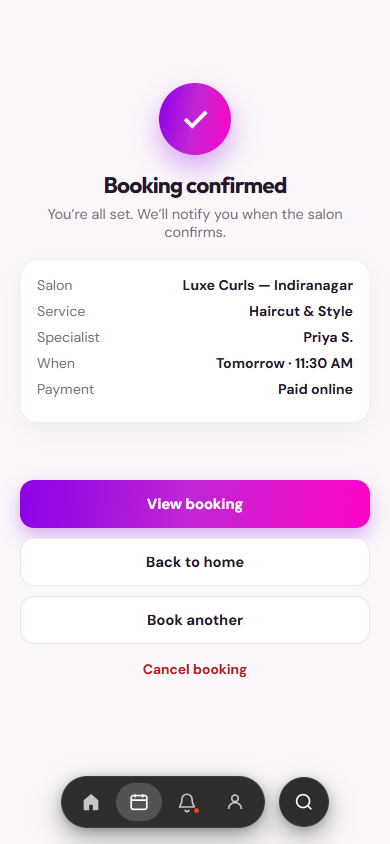 Booking confirmed
You’re all set. We’ll notify you when the salon
confirms.
Salon Luxe Curls — Indiranagar
Service Haircut & Style
Specialist Priya S.
When Tomorrow · 11:30 AM
Payment Paid online
View booking
Back to home
Book another
Cancel booking